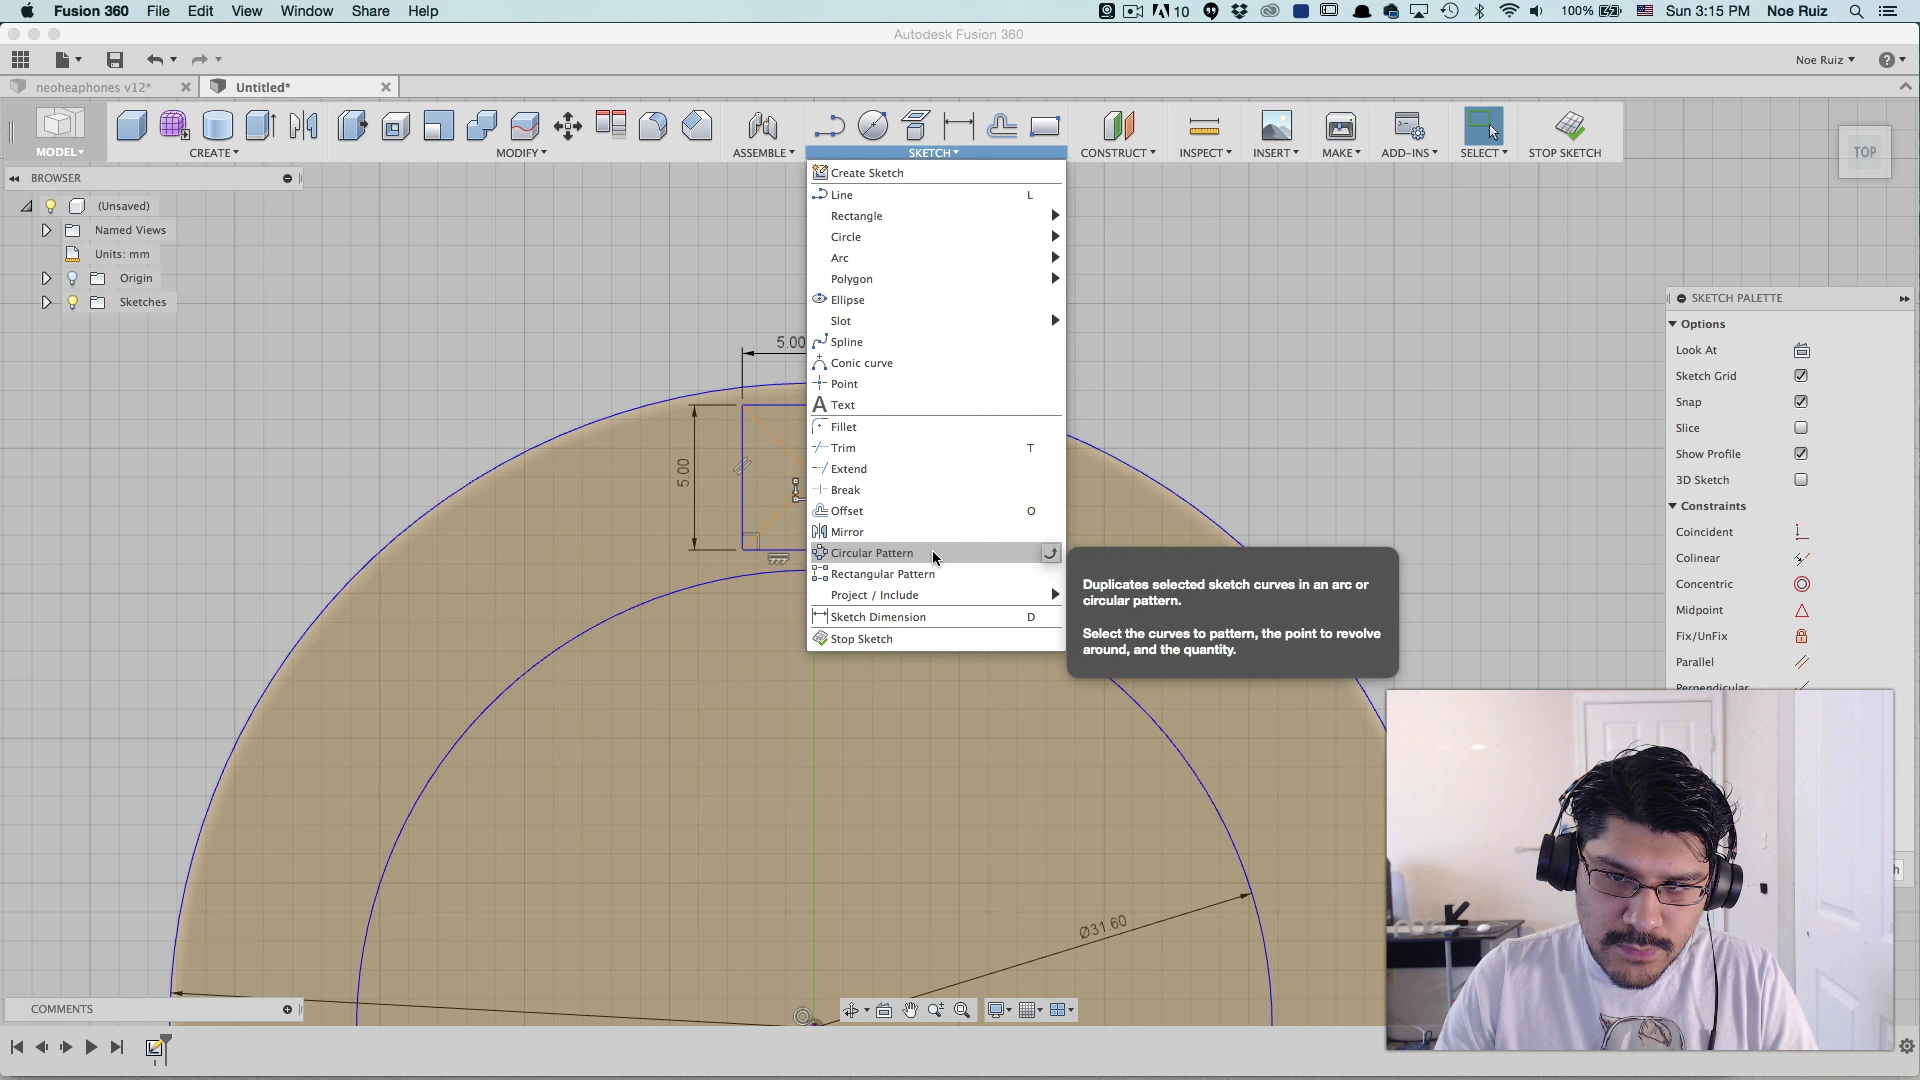 Fusion 360 File Edit View Window Share Help
10 100% Sun 3:15 PM Noe Ruiz
Autodesk Fusion 360
Noe Ruiz
neoheaphones v12*
Untitled*
MODEL
CREATE
MODIFY
ASSEMBLE
SKETCH
CONSTRUCT
INSPECT
INSERT
MAKE
ADD-INS
SELECT
STOP SKETCH
TOP
BROWSER
(Unsaved)
Named Views
Units: mm
Origin
Sketches
Create Sketch
Line L
Rectangle
Circle
Arc
Polygon
Ellipse
Slot
Spline
Conic curve
Point
Text
Fillet
Trim T
Extend
Break
Offset O
Mirror
Circular Pattern
Rectangular Pattern
Project / Include
Sketch Dimension D
Stop Sketch
Duplicates selected sketch curves in an arc or
circular pattern.
Select the curves to pattern, the point to revolve
around, and the quantity.
5.00
5.00
Ø31.60
SKETCH PALETTE
Options
Look At
Sketch Grid
Snap
Slice
Show Profile
3D Sketch
Constraints
Coincident
Colinear
Concentric
Midpoint
Fix/UnFix
Parallel
Perpendicular
COMMENTS